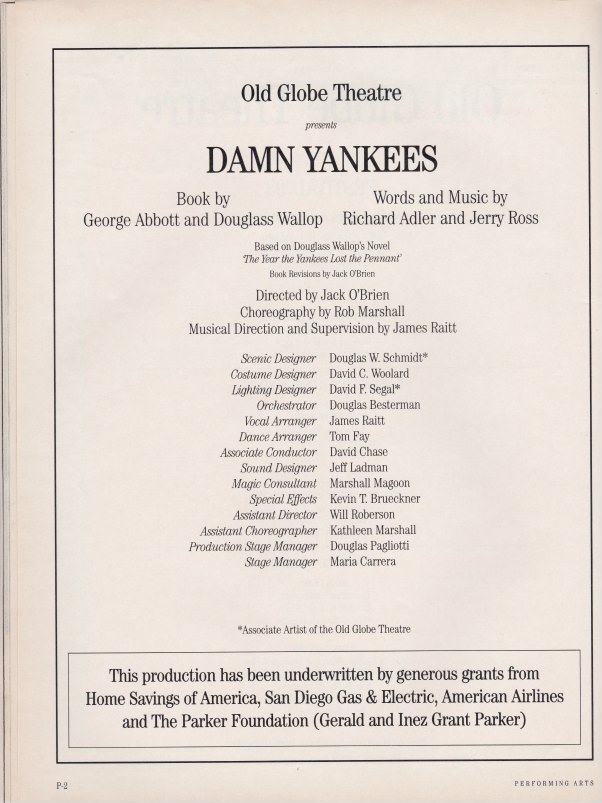 Old Globe Theatre
presents
DAMN YANKEES
Book by
George Abbott and Douglass Wallop
Words and Music by
Richard Adler and Jerry Ross
Based on Douglass Wallop's Novel
'The Year the Yankees Lost the Pennant'
Book Revisions by Jack O'Brien
Directed by Jack O'Brien
Choreography by Rob Marshall
Musical Direction and Supervision by James Raitt
Scenic Designer Douglas W. Schmidt*
Costume Designer David C. Woolard
Lighting Designer David F. Segal*
Orchestrator Douglas Besterman
Vocal Arranger James Raitt
Dance Arranger Tom Fay
Associate Conductor David Chase
Sound Designer Jeff Ladman
Magic Consultant Marshall Magoon
Special Effects Kevin T. Brueckner
Assistant Director Will Roberson
Assistant Choreographer Kathleen Marshall
Production Stage Manager Douglas Pagliotti
Stage Manager Maria Carrera
*Associate Artist of the Old Globe Theatre
This production has been underwritten by generous grants from
Home Savings of America, San Diego Gas & Electric, American Airlines
and The Parker Foundation (Gerald and Inez Grant Parker)
P-2
PERFORMING ARTS